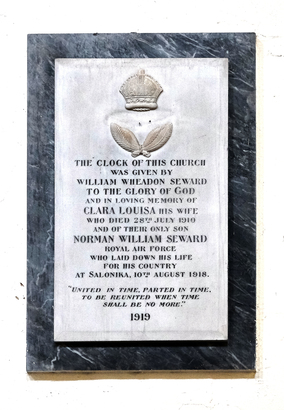 THE CLOCK OF THIS CHURCH
WAS GIVEN BY
WILLIAM WHEADON SEWARD
TO THE GLORY OF GOD
AND IN LOVING MEMORY OF
CLARA LOUISA HIS WIFE
WHO DIED 28TH JULY 1910
AND OF THEIR ONLY SON
NORMAN WILLIAM SEWARD
ROYAL AIR FORCE
WHO LAID DOWN HIS LIFE
FOR HIS COUNTRY
AT SALONIKA, 10TH AUGUST 1918.
"UNITED IN TIME, PARTED IN TIME,
TO BE REUNITED WHEN TIME
SHALL BE NO MORE."
1919